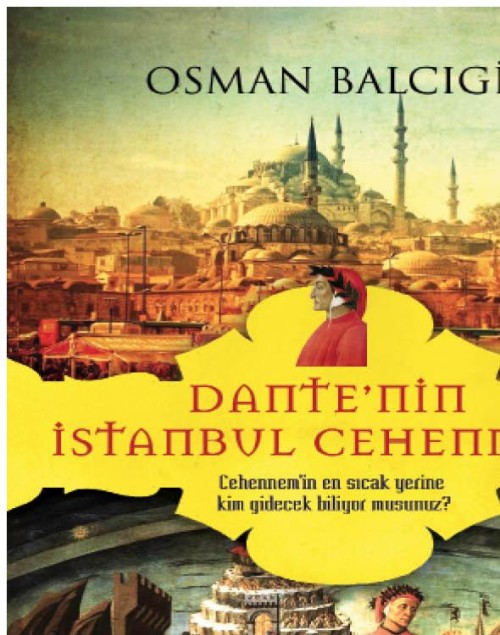 OSMAN BALCIGİ
DANTE'NİN
İSTANBUL CEHENN
Cehennem'in en sıcak yerine
kim gidecek biliyor musunuz?